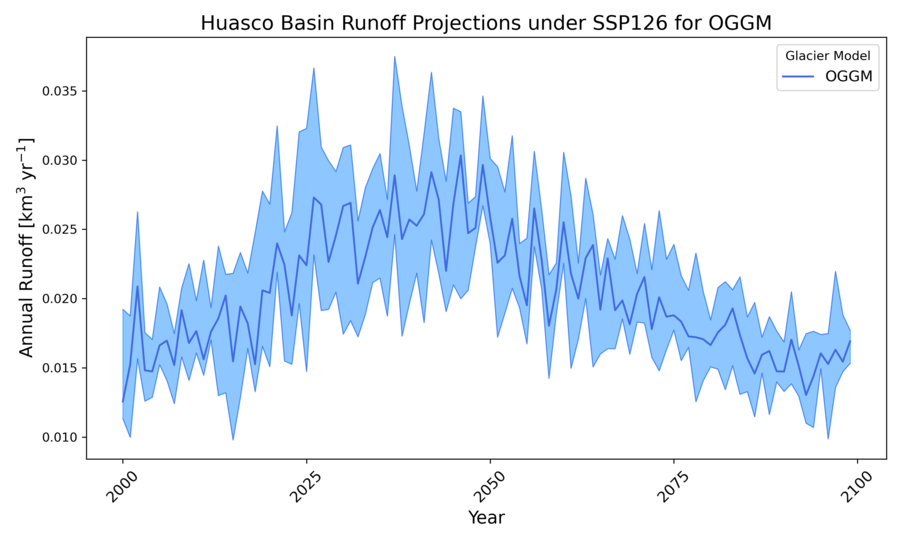 Huasco Basin Runoff Projections under SSP126 for OGGM
Glacier Model
OGGM
Annual Runoff [km³ yr⁻¹]
0.035
0.030
0.025
0.020
0.015
0.010
2000
2025
2050
2075
2100
Year